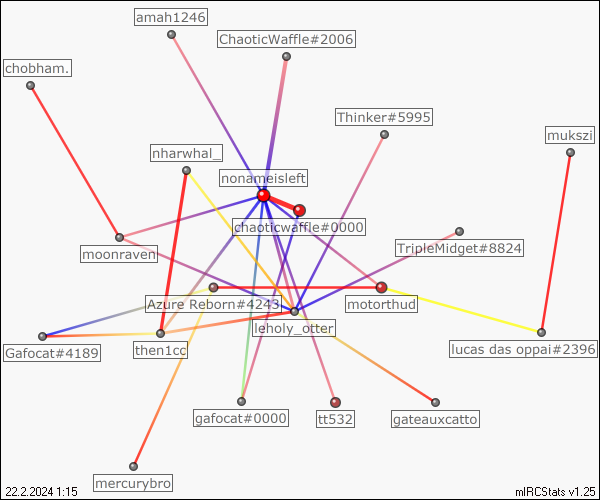 amah1246
ChaoticWaffle#2006
chobham.
Thinker#5995
mukszi
nharwhal_
nonameisleft
chaoticwaffle#0000
moonraven
TripleMidget#8824
Azure Reborn#4243
motorthud
leholy_otter
Gafocat#4189
then1cc
lucas das oppai#2396
gafocat#0000
tt532
gateauxcatto
mercurybro
22.2.2024 1:15
mIRCStats v1.25